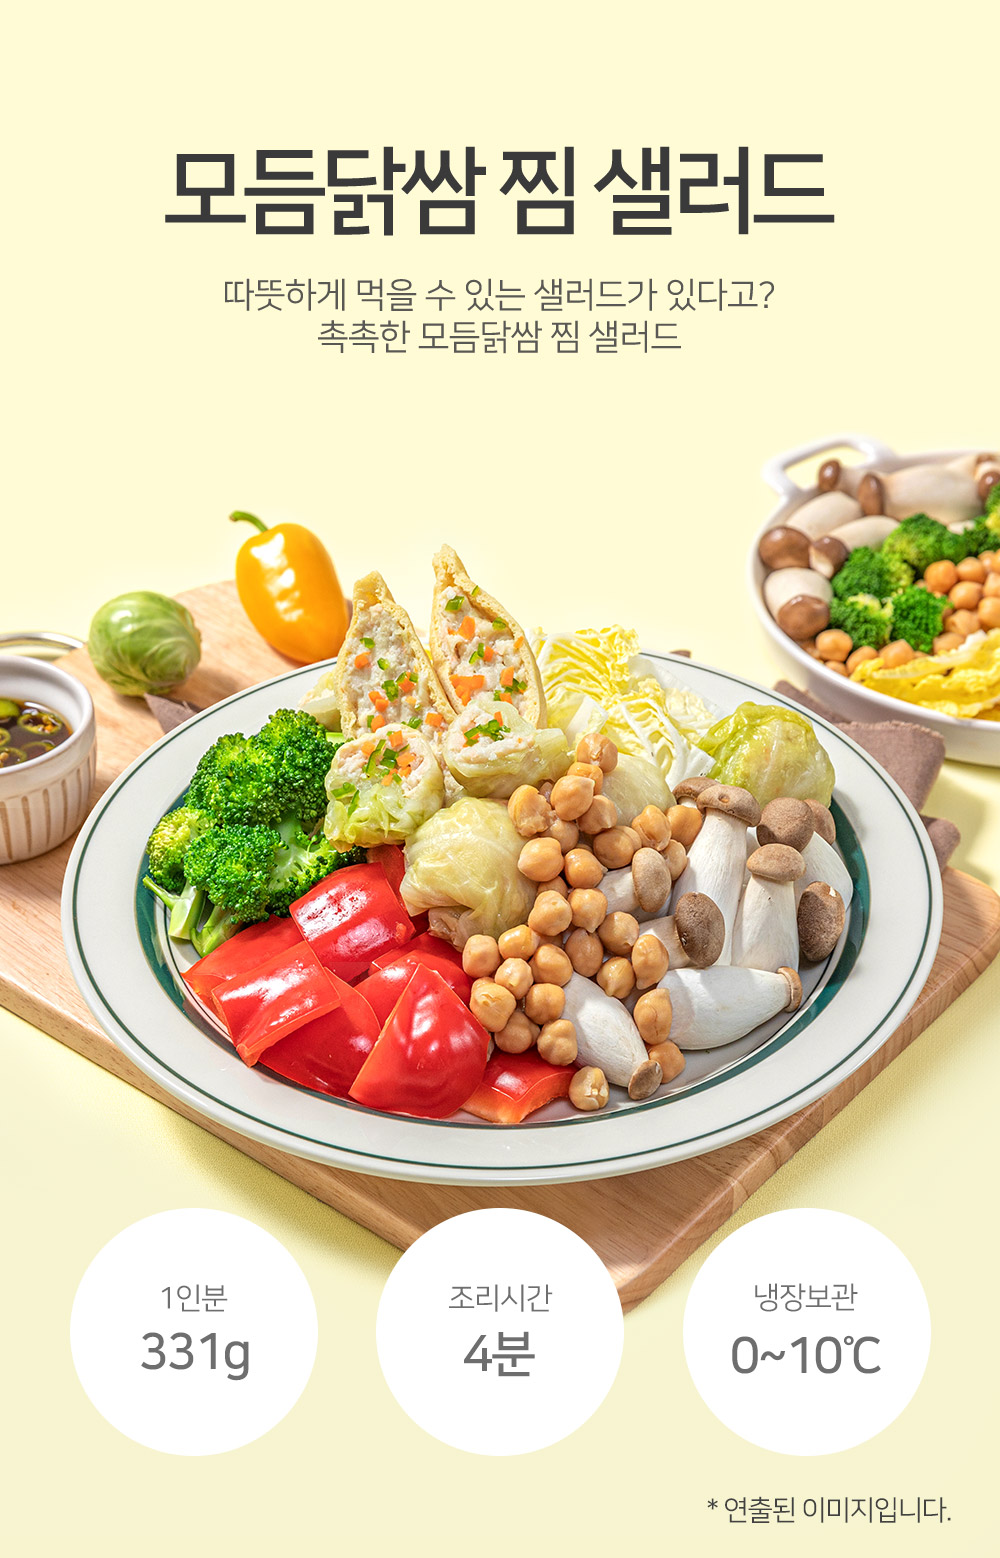 모듬닭쌈 찜 샐러드
따뜻하게 먹을 수 있는 샐러드가 있다고?
촉촉한 모듬닭쌈 찜 샐러드
1인분
331g
조리시간
4분
냉장보관
0~10℃
* 연출된 이미지입니다.